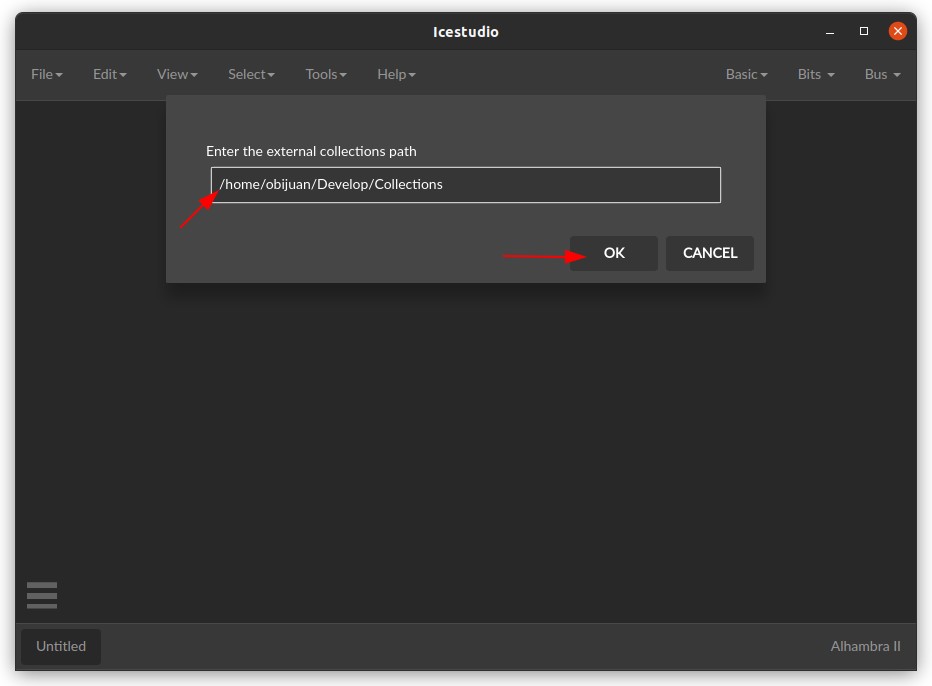 Icestudio
File Edit View Select Tools Help Basic Bits Bus
Enter the external collections path
/home/obijuan/Develop/Collections
OK CANCEL
Untitled Alhambra II